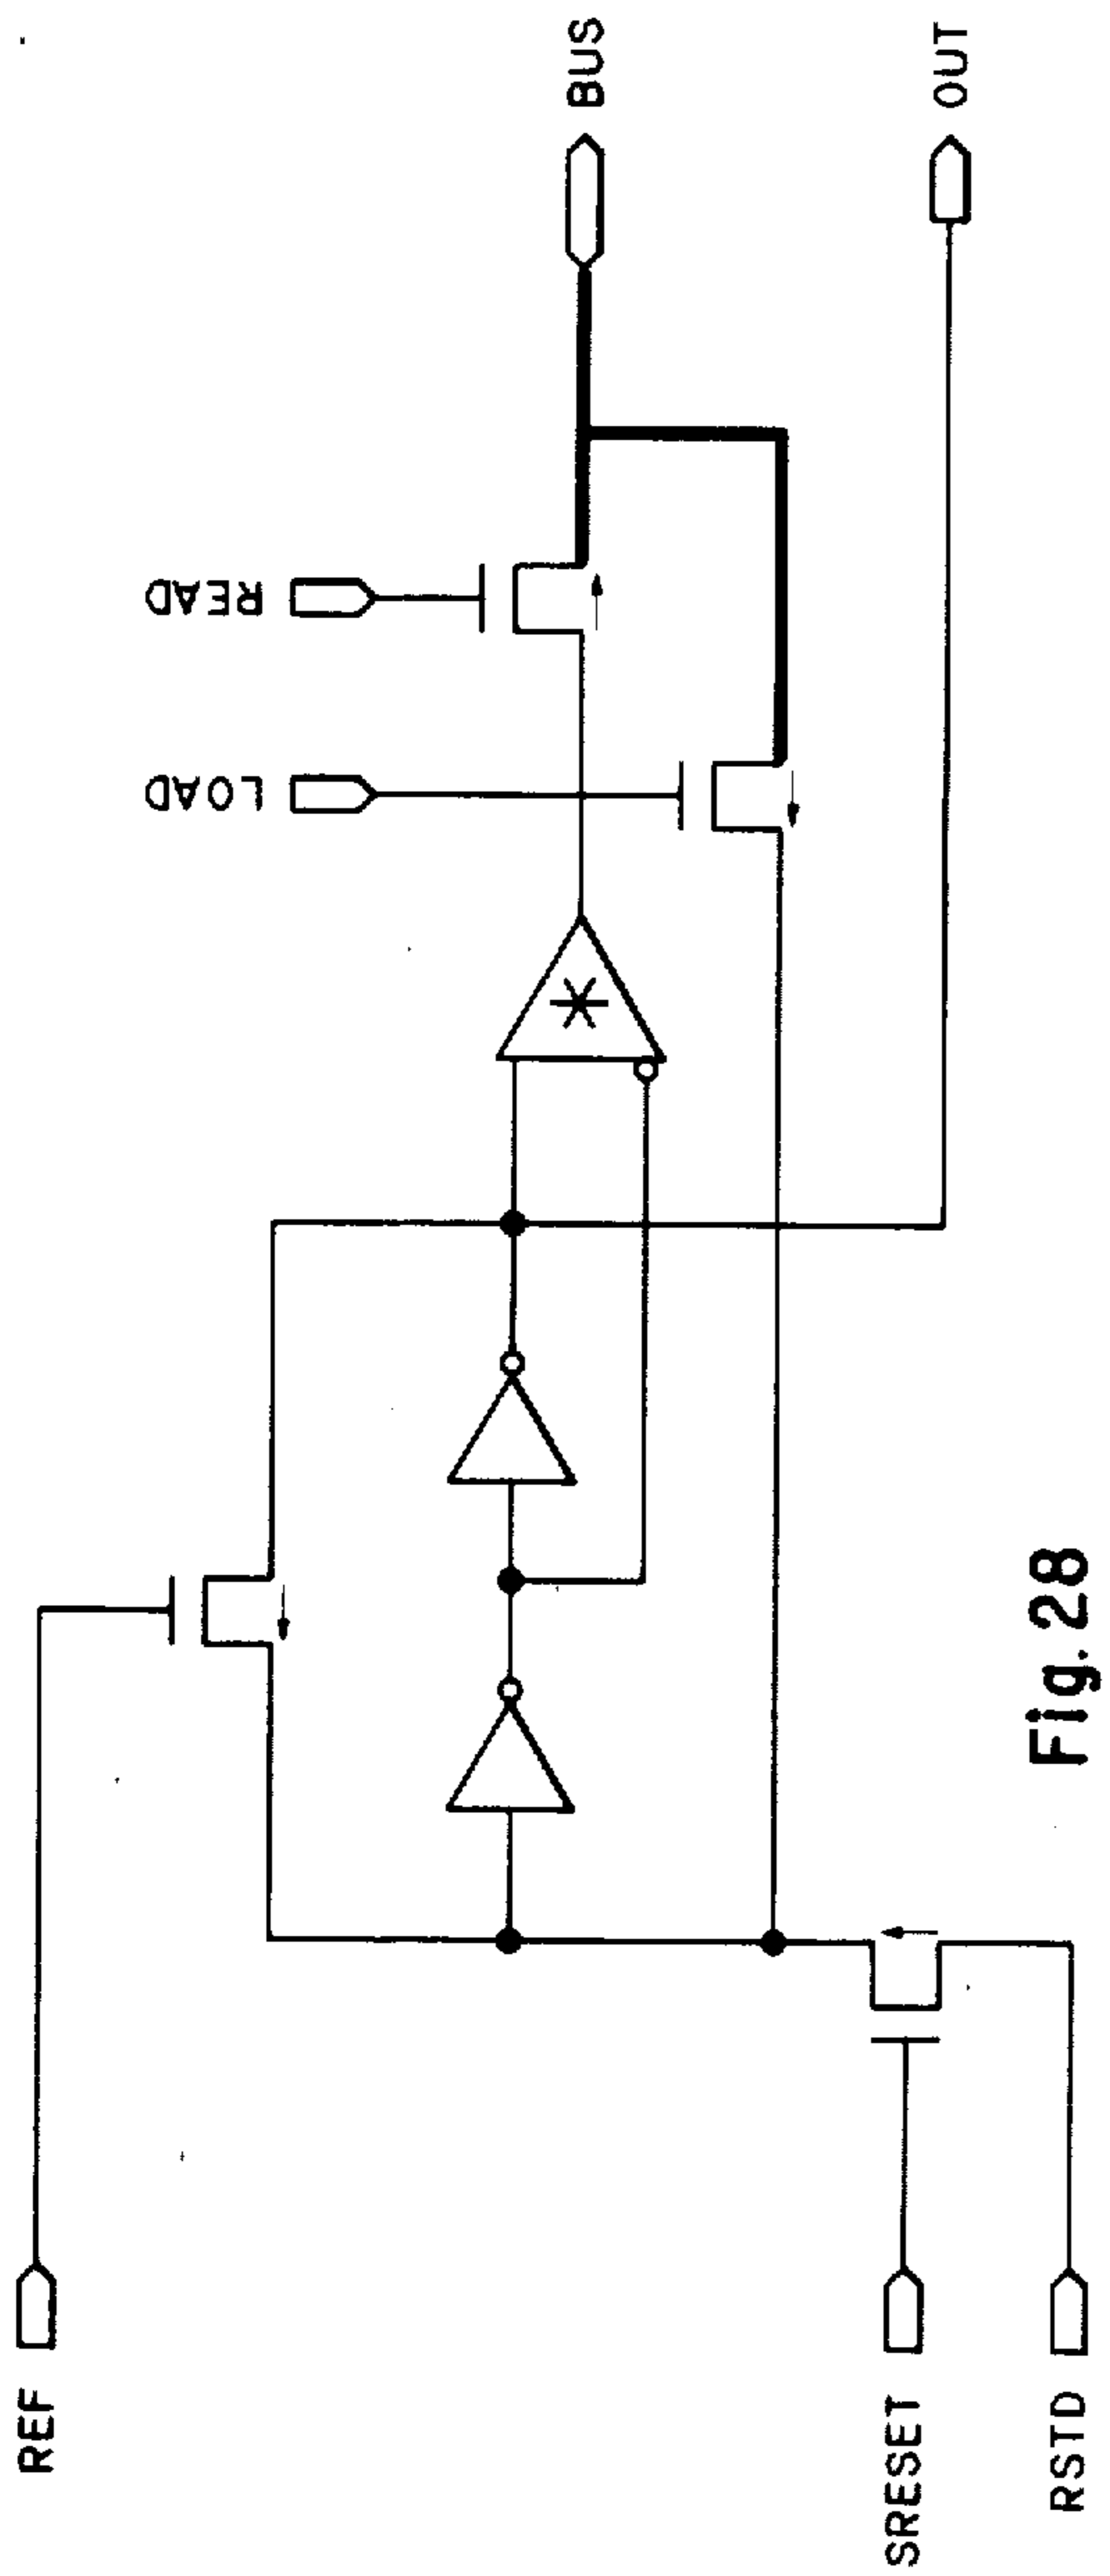 REF
LOAD
READ
BUS
OUT
SRESET
RSTD
Fig. 28